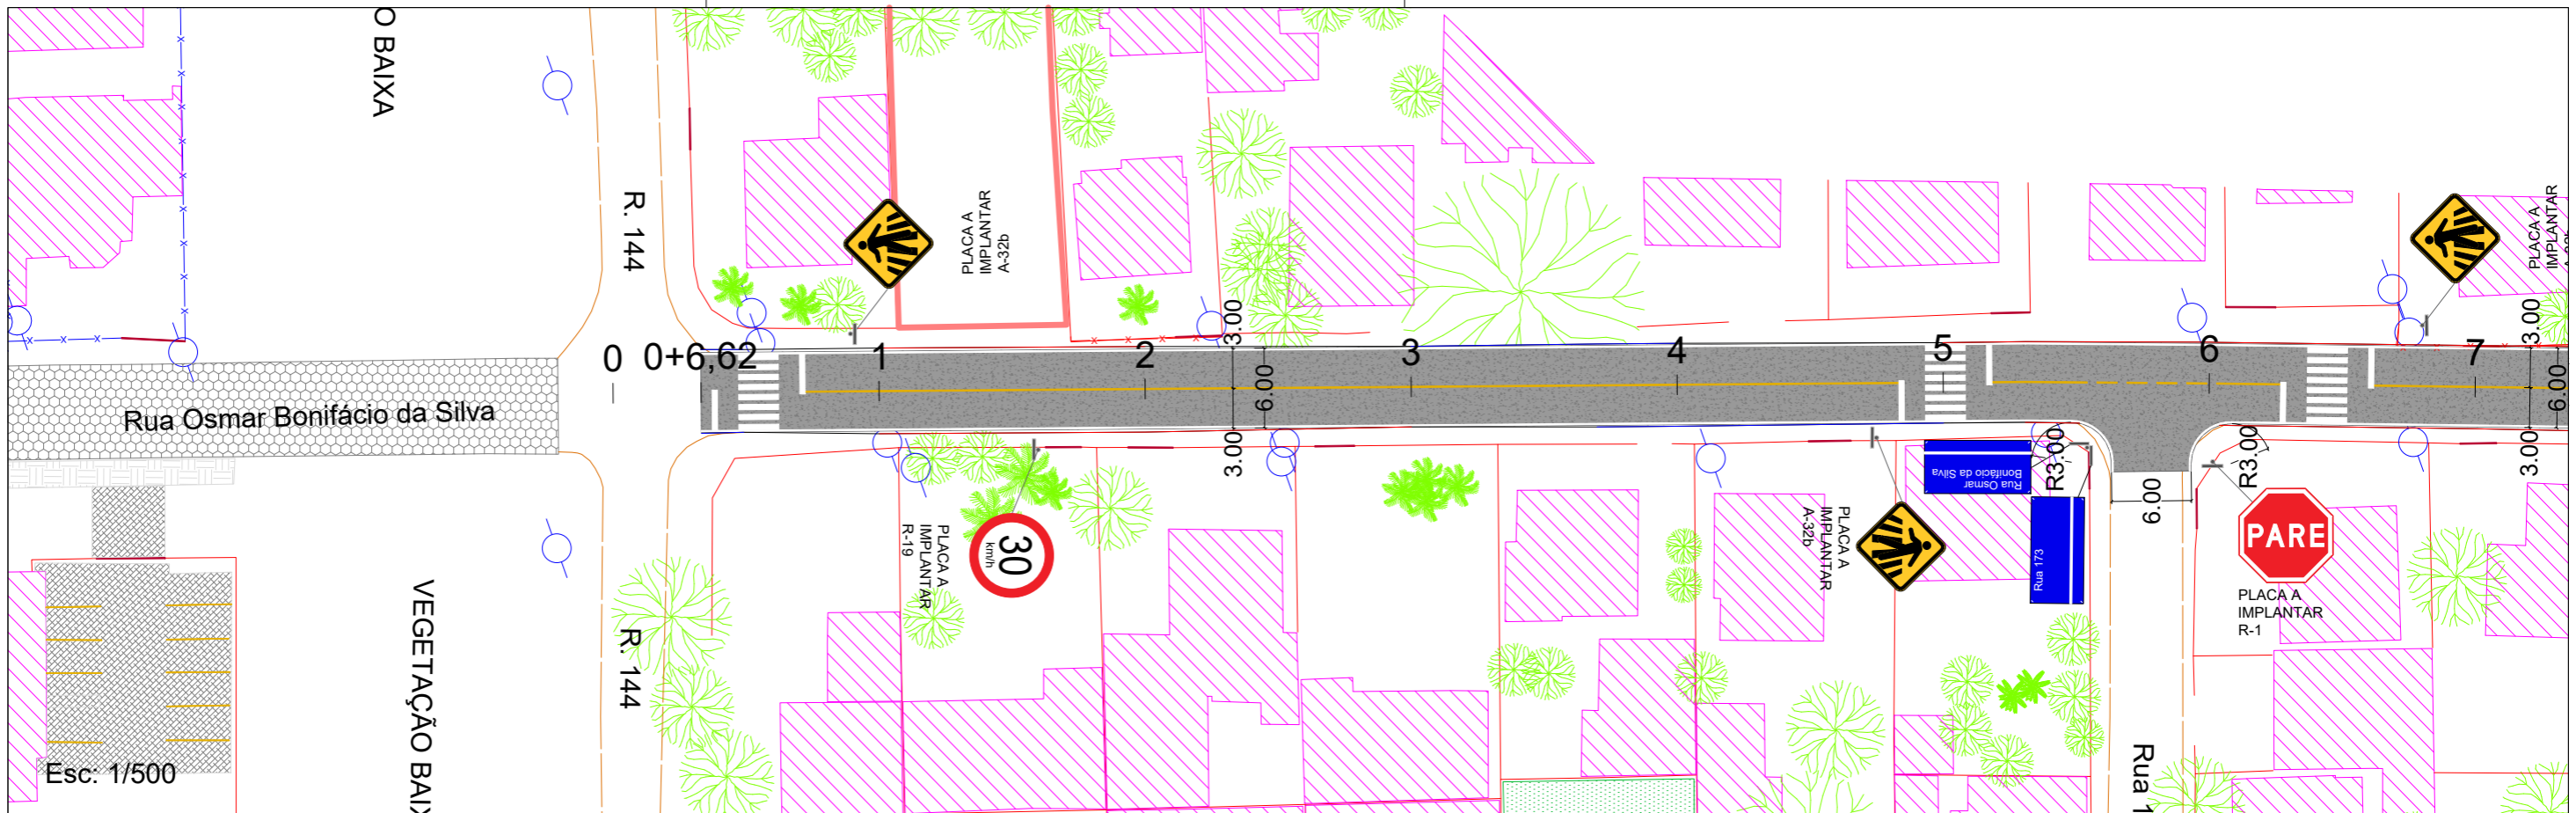 O BAIXA
R. 144
PLACA A
IMPLANTAR
A-32b
PLACA A
IMPLANTAR
3.00
3.00
0
0+6,62
1
2
3
4
5
6
7
6.00
6.00
Rua Osmar Bonifácio da Silva
3.00
3.00
Rua Osmar
Bonifácio da Silva
R3.00
R3.00
6.00
30
km/h
PLACA A
IMPLANTAR
R-19
PLACA A
IMPLANTAR
A-32b
Rua 173
PARE
PLACA A
IMPLANTAR
R-1
VEGETAÇÃO BAIX
R. 144
Rua 1
Esc: 1/500